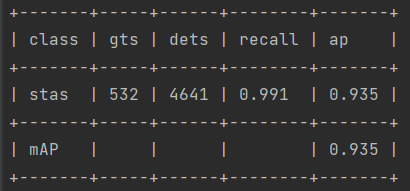 +-------+-----+------+--------+-------+
| class | gts | dets | recall | ap    |
+-------+-----+------+--------+-------+
| stas  | 532 | 4641 | 0.991  | 0.935 |
+-------+-----+------+--------+-------+
| mAP   |     |      |        | 0.935 |
+-------+-----+------+--------+-------+